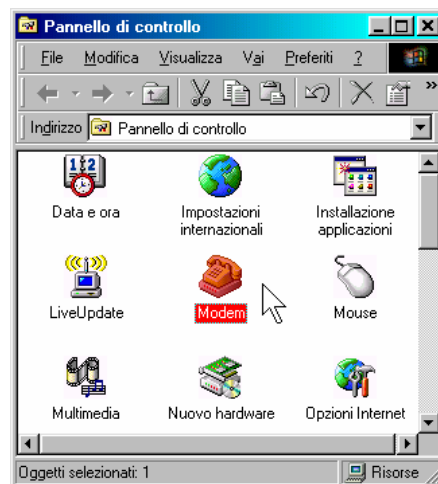 Pannello di controllo
File Modifica Visualizza Vai Preferiti ?
»
Indirizzo Pannello di controllo
Data e ora
Impostazioni internazionali
Installazione applicazioni
LiveUpdate
Modem
Mouse
Multimedia
Nuovo hardware
Opzioni Internet
Oggetti selezionati: 1
Risorse